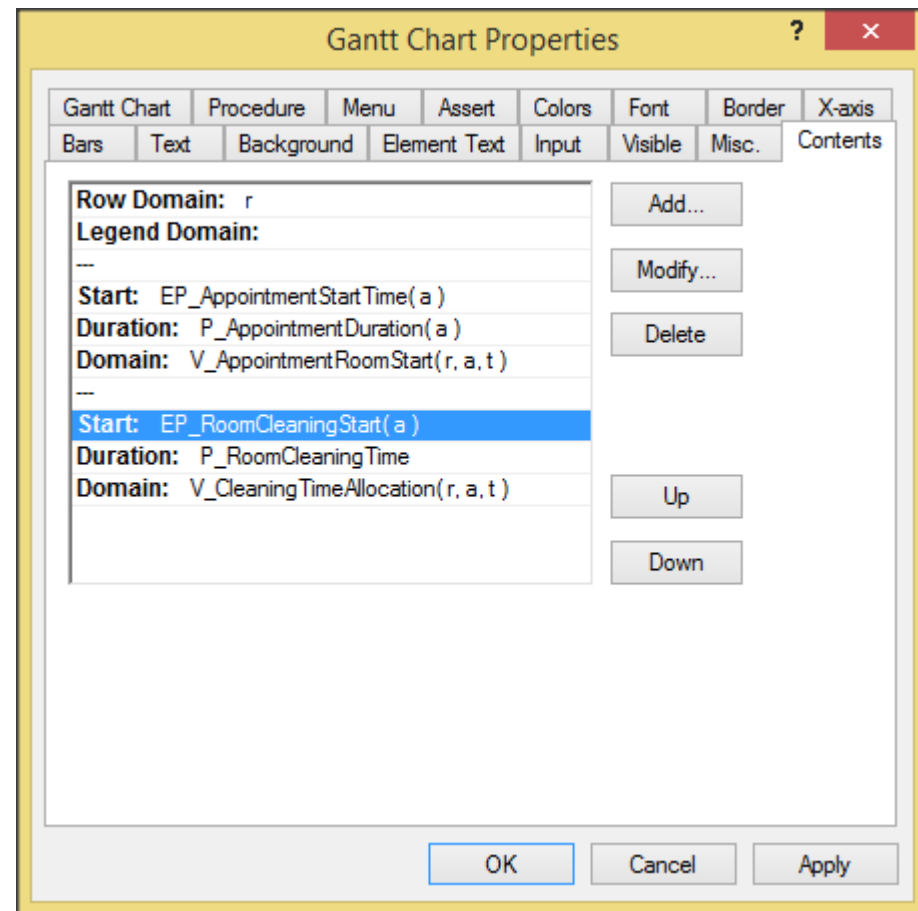 Gantt Chart Properties ? ×
Gantt Chart Procedure Menu Assert Colors Font Border X-axis
Bars Text Background Element Text Input Visible Misc. Contents
Row Domain: r
Legend Domain:
---
Start: EP_AppointmentStartTime( a )
Duration: P_AppointmentDuration( a )
Domain: V_AppointmentRoomStart( r, a, t )
---
Start: EP_RoomCleaningStart( a )
Duration: P_RoomCleaningTime
Domain: V_CleaningTimeAllocation( r, a, t )
Add...
Modify...
Delete
Up
Down
OK Cancel Apply